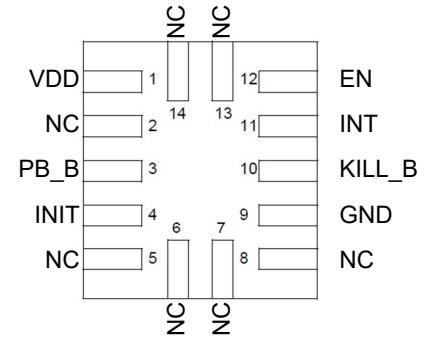 NC NC
VDD 1 12 EN
14 13
NC 2 11 INT
PB_B 3 10 KILL_B
INIT 4 9 GND
6 7
NC 5 8 NC
NC NC